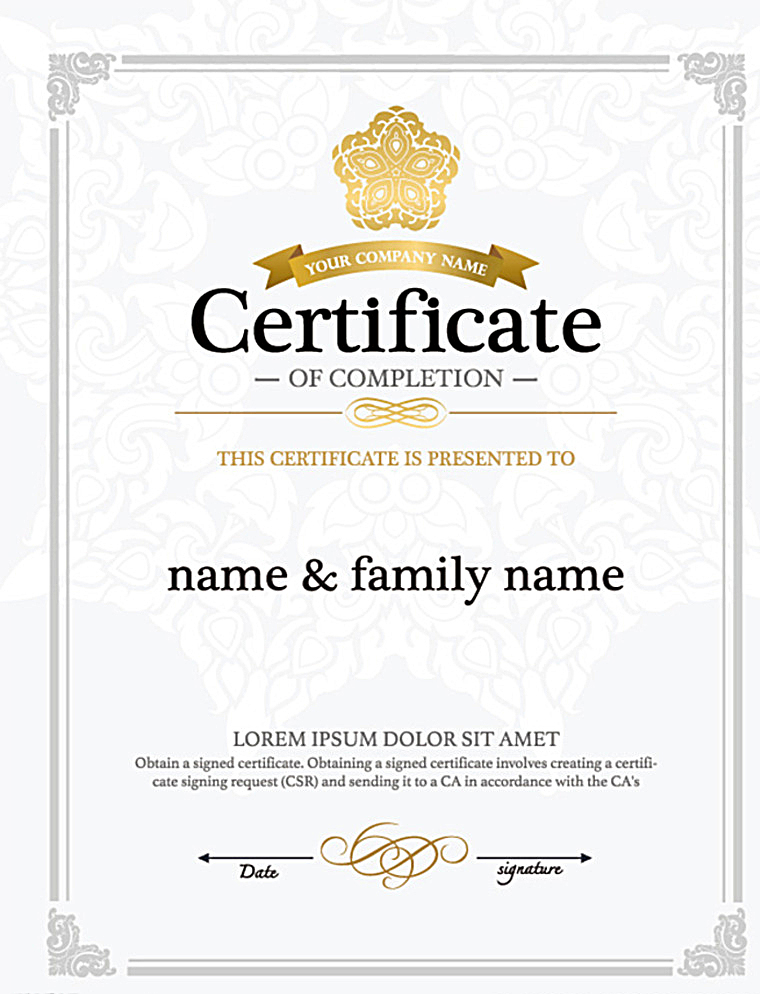 YOUR COMPANY NAME
Certificate
— OF COMPLETION —
THIS CERTIFICATE IS PRESENTED TO
name & family name
LOREM IPSUM DOLOR SIT AMET
Obtain a signed certificate. Obtaining a signed certificate involves creating a certifi-
cate signing request (CSR) and sending it to a CA in accordance with the CA's
Date
signature